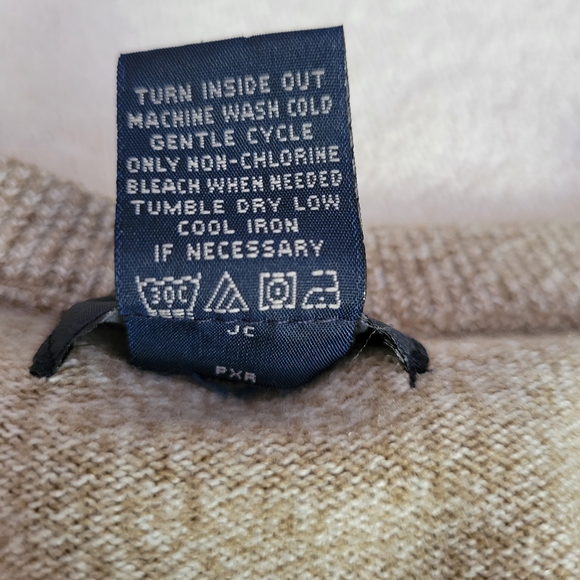 TURN INSIDE OUT
MACHINE WASH COLD
GENTLE CYCLE
ONLY NON-CHLORINE
BLEACH WHEN NEEDED
TUMBLE DRY LOW
COOL IRON
IF NECESSARY
30C
JC
PXR